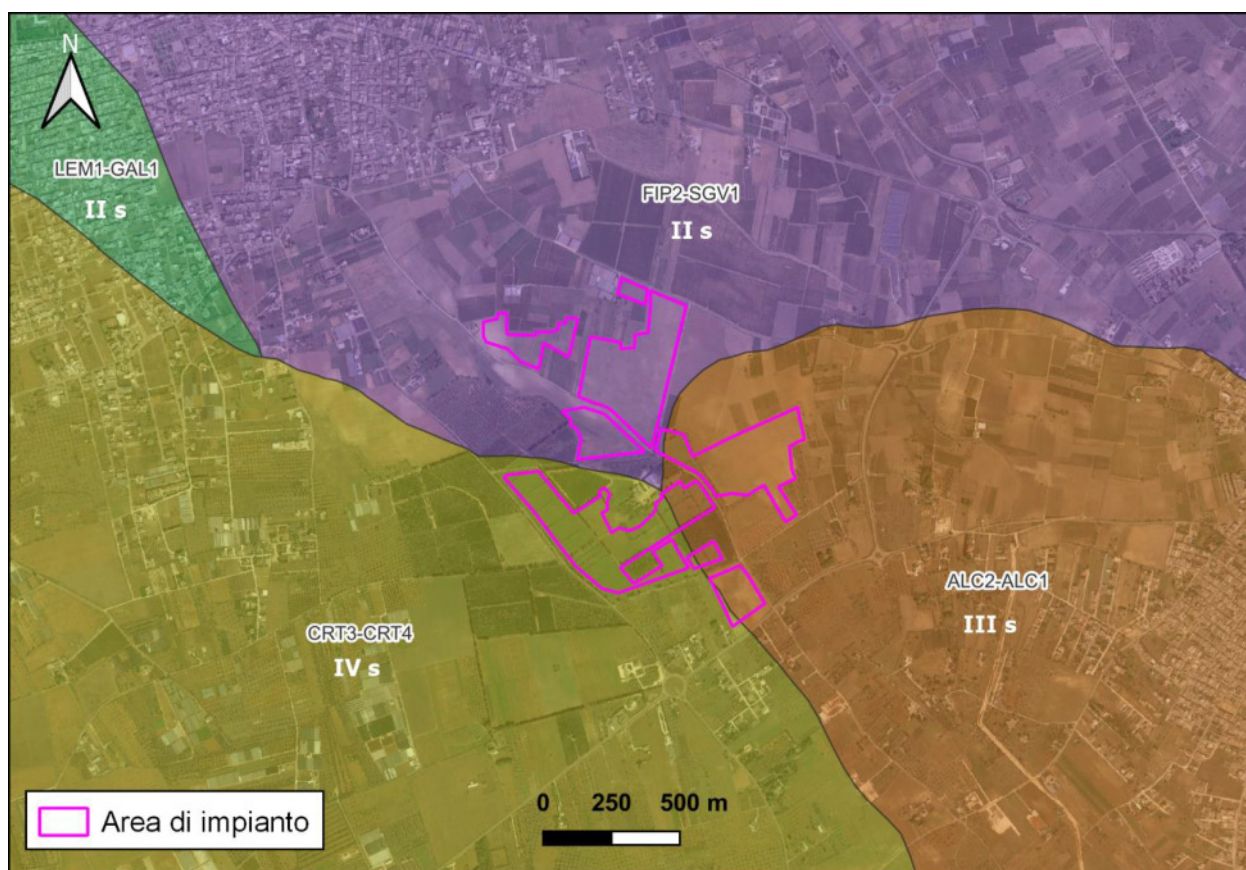 N
LEM1-GAL1
II s
FIP2-SGV1
II s
ALC2-ALC1
III s
CRT3-CRT4
IV s
Area di impianto
0 250 500 m